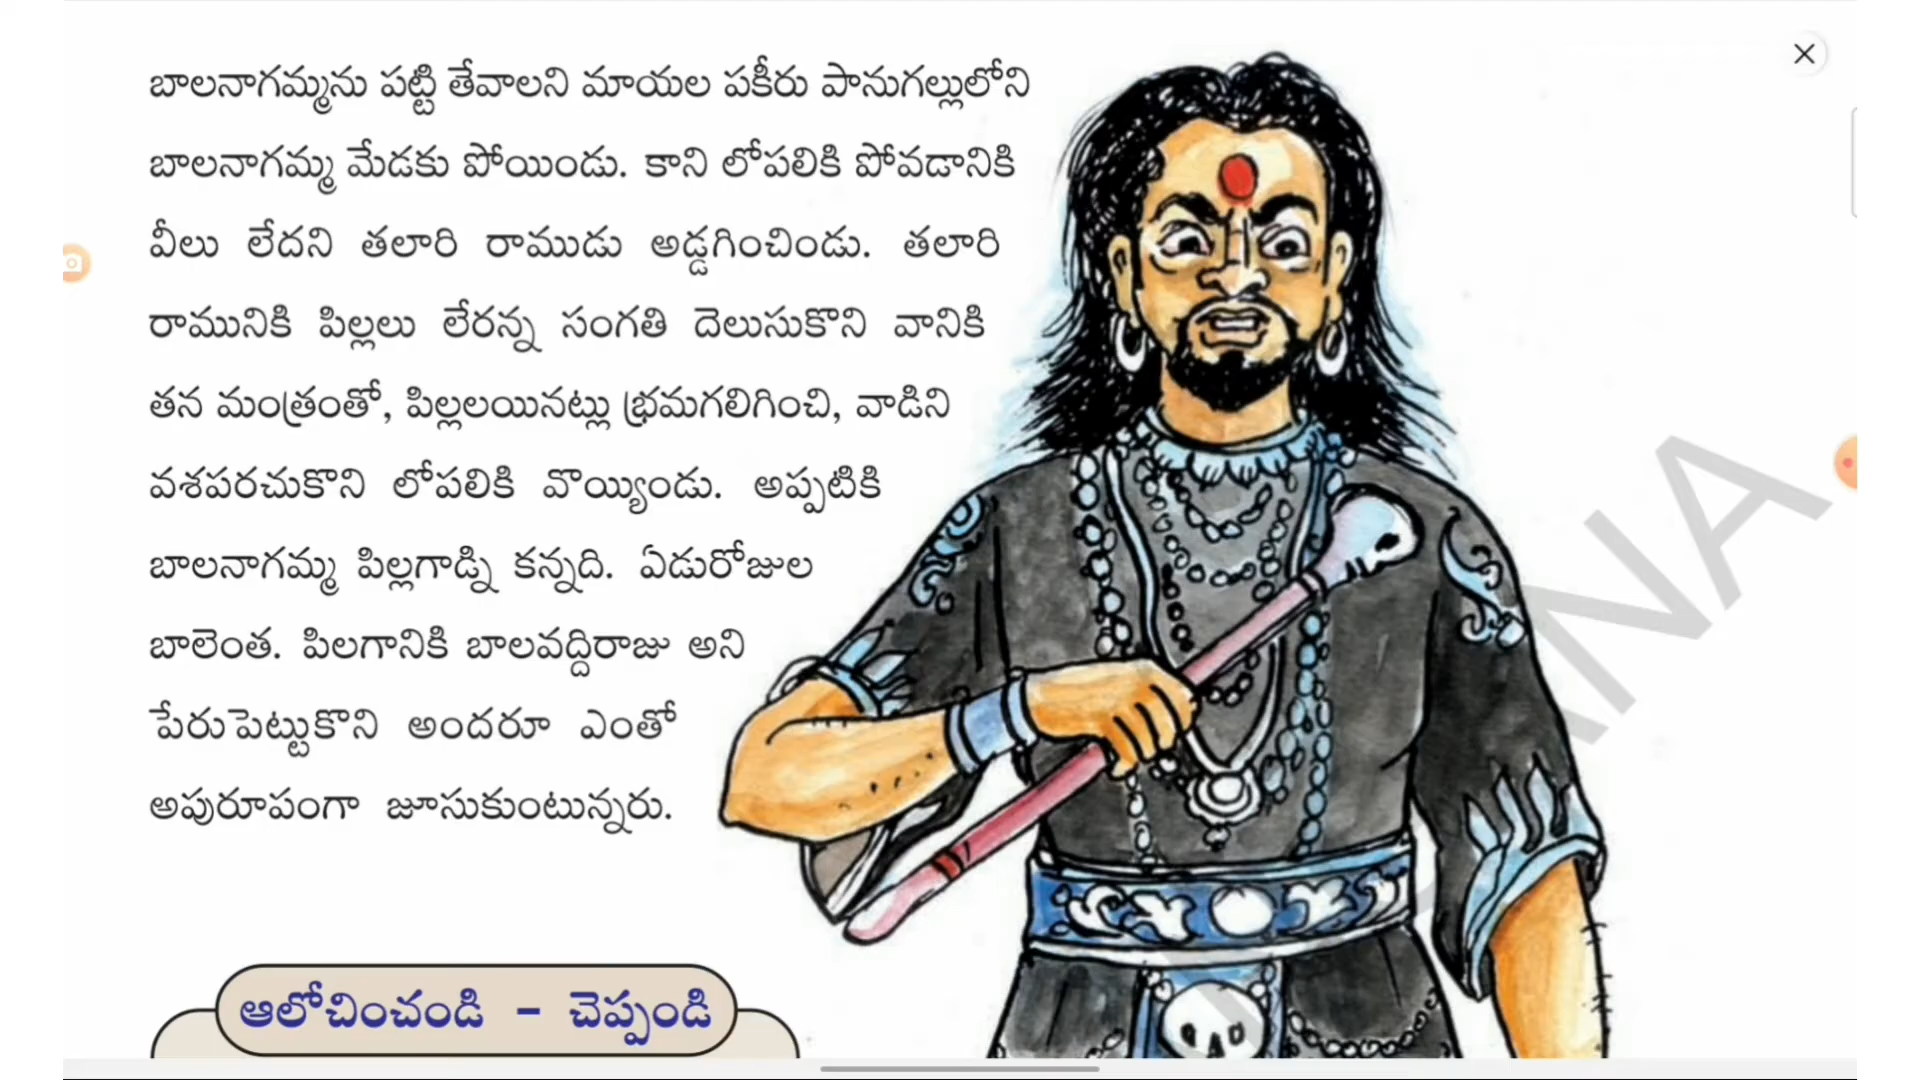 బాలనాగమ్మను పట్టి తేవాలని మాయల పకీరు పానుగల్లులోని
బాలనాగమ్మ మేడకు పోయిండు. కాని లోపలికి పోవడానికి
వీలు లేదని తలారి రాముడు అడ్డగించిండు. తలారి
రామునికి పిల్లలు లేరన్న సంగతి దెలుసుకొని వానికి
తన మంత్రంతో, పిల్లలయినట్లు భ్రమగలిగించి, వాడిని
వశపరచుకొని లోపలికి వొయ్యిండు. అప్పటికి
బాలనాగమ్మ పిల్లగాడ్ని కన్నది. ఏడురోజుల
బాలెంత. పిలగానికి బాలవద్దిరాజు అని
పేరుపెట్టుకొని అందరూ ఎంతో
అపురూపంగా జూసుకుంటున్నరు.
ఆలోచించండి - చెప్పండి